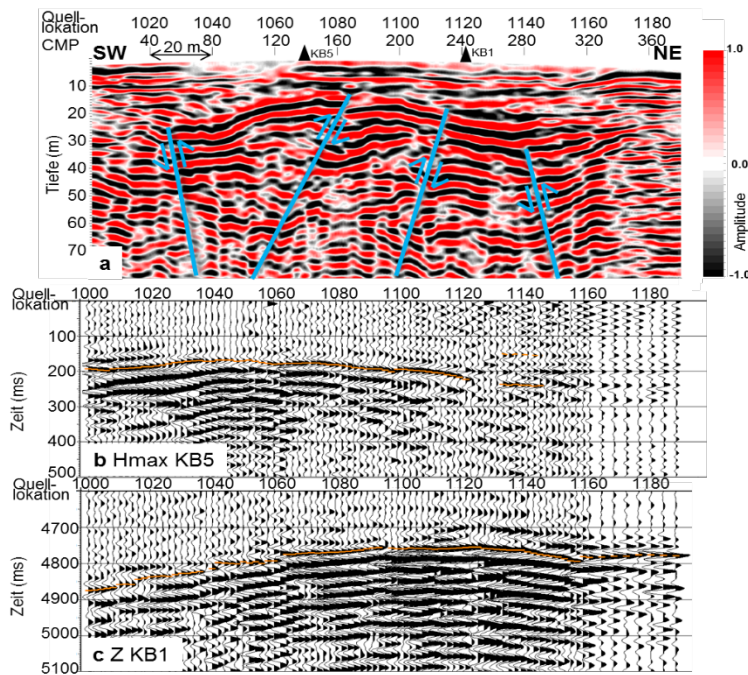 Quell-
lokation 1020 1040 1060 1080 1100 1120 1140 1160 1180
CMP 40 80 120 160 200 240 280 320 360
SW 20 m KB5 KB1 NE
10
20
30
40
50
60
70
Tiefe (m)
a
1.0
0.0
-1.0
Amplitude
Quell-
lokation 1000 1020 1040 1060 1080 1100 1120 1140 1160 1180
100
200
300
400
500
Zeit (ms)
b Hmax KB5
Quell-
lokation 1000 1020 1040 1060 1080 1100 1120 1140 1160 1180
4700
4800
4900
5000
5100
Zeit (ms)
c Z KB1